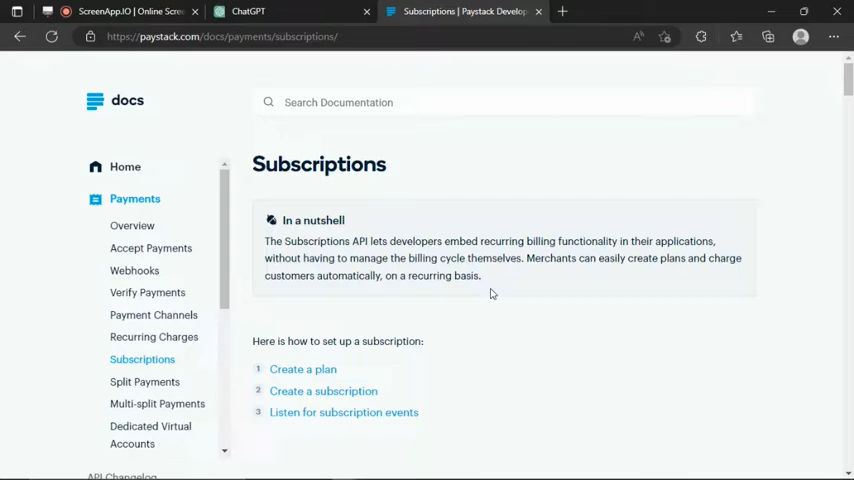 ScreenApp.IO | Online Scree
ChatGPT
Subscriptions | Paystack Develop
https://paystack.com/docs/payments/subscriptions/
docs
Search Documentation
Home
Payments
Overview
Accept Payments
Webhooks
Verify Payments
Payment Channels
Recurring Charges
Subscriptions
Split Payments
Multi-split Payments
Dedicated Virtual
Accounts
API Changelog
Subscriptions
In a nutshell
The Subscriptions API lets developers embed recurring billing functionality in their applications,
without having to manage the billing cycle themselves. Merchants can easily create plans and charge
customers automatically, on a recurring basis.
Here is how to set up a subscription:
1 Create a plan
2 Create a subscription
3 Listen for subscription events